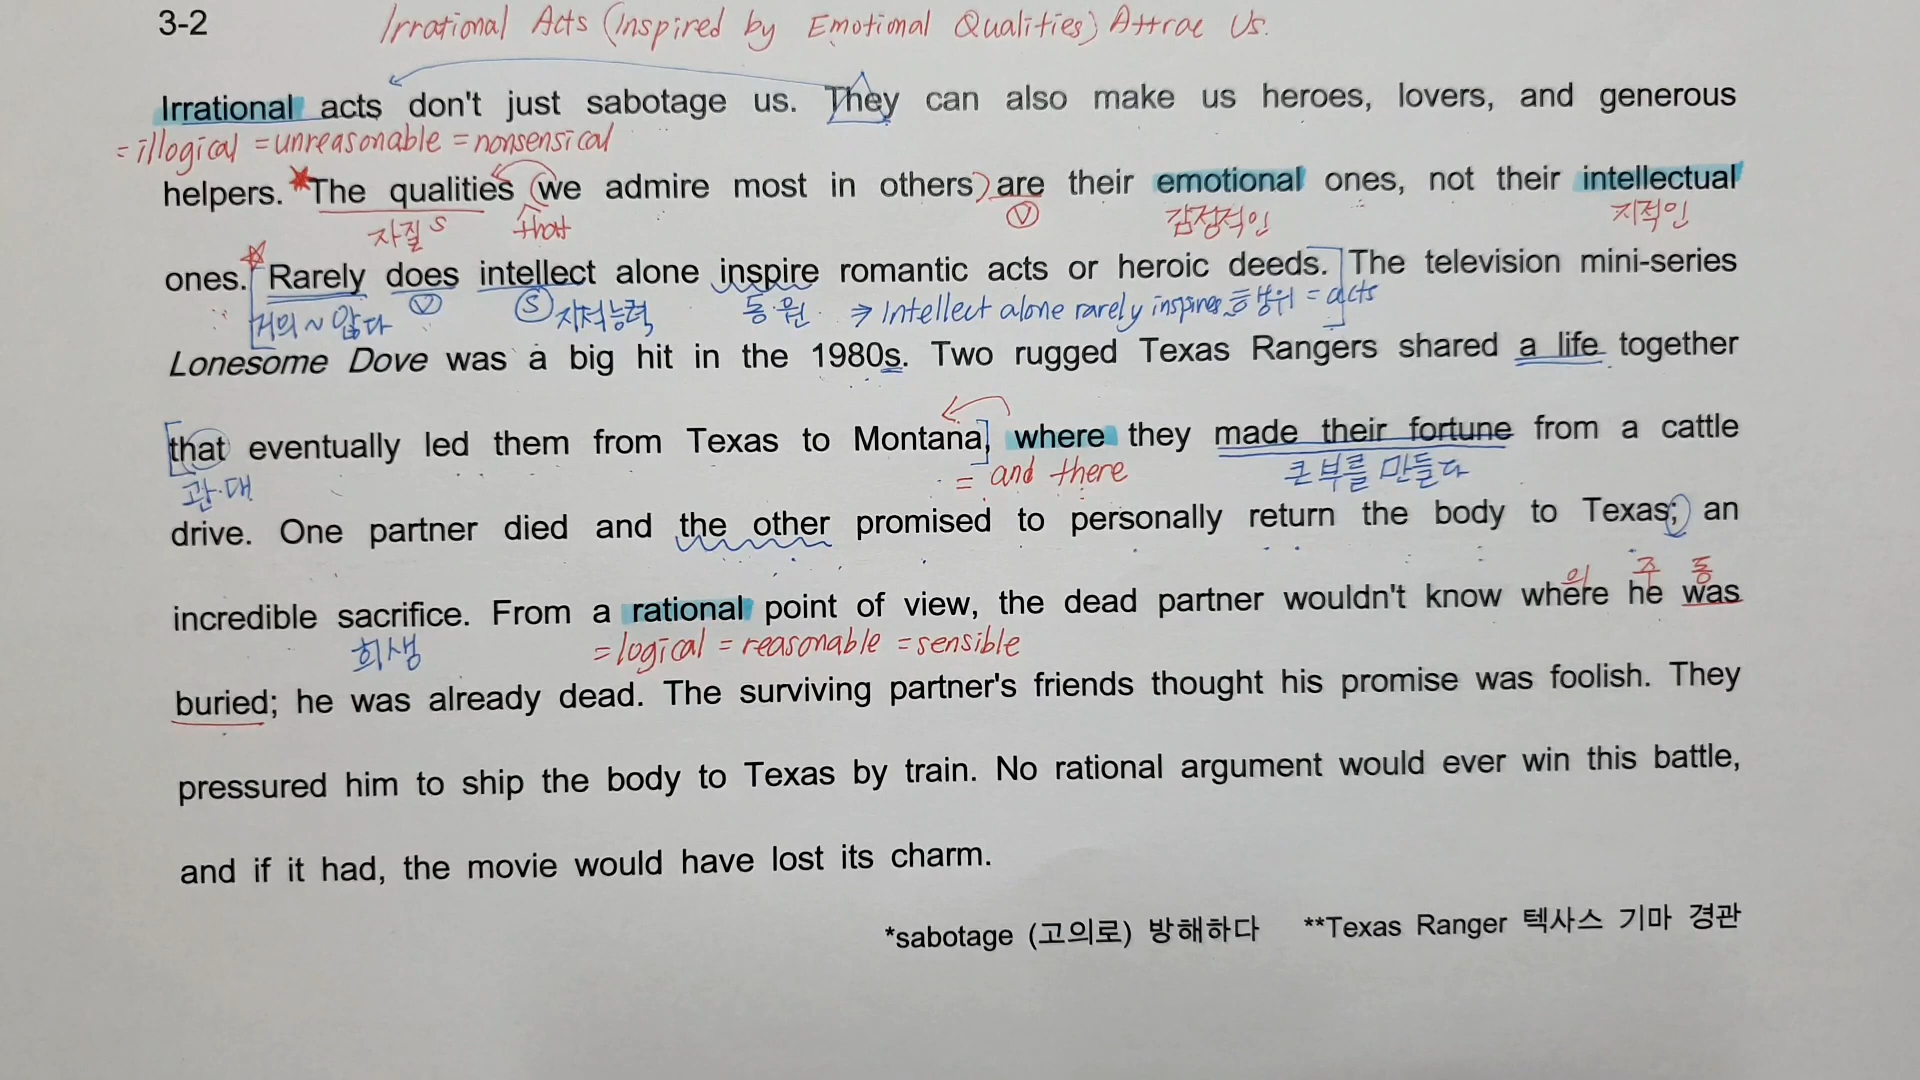 3-2 Irrational Acts (Inspired by Emotional Qualities) Attrac Us.
Irrational acts don't just sabotage us. They can also make us heroes, lovers, and generous
= illogical = unreasonable = nonsensical
helpers. *The qualities (we admire most in others) are their emotional ones, not their intellectual
자질 S that V 감정적인 지적인
ones. Rarely does intellect alone inspire romantic acts or heroic deeds. The television mini-series
거의 ~ 않다 V S 지적능력 동·원 ⇒ Intellect alone rarely inspires 행위 = acts
Lonesome Dove was a big hit in the 1980s. Two rugged Texas Rangers shared a life together
[that eventually led them from Texas to Montana], where they made their fortune from a cattle
관·대 = and there 큰 부를 만들다
drive. One partner died and the other promised to personally return the body to Texas; an
의 주 동
incredible sacrifice. From a rational point of view, the dead partner wouldn't know where he was
희생 = logical = reasonable = sensible
buried; he was already dead. The surviving partner's friends thought his promise was foolish. They
pressured him to ship the body to Texas by train. No rational argument would ever win this battle,
and if it had, the movie would have lost its charm.
*sabotage (고의로) 방해하다 **Texas Ranger 텍사스 기마 경관